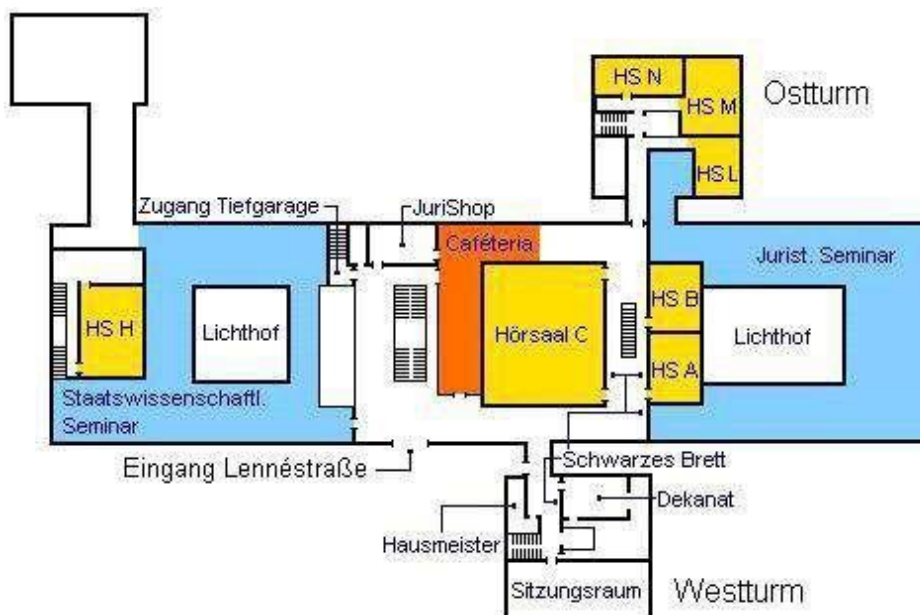 HS N
HS M
Ostturm
HS L
Zugang Tiefgarage
JuriShop
Caféteria
Jurist. Seminar
HS B
HS H
Lichthof
Hörsaal C
Lichthof
HS A
Staatswissenschaftl.
Seminar
Eingang Lennéstraße
Schwarzes Brett
Dekanat
Hausmeister
Sitzungsraum
Westturm